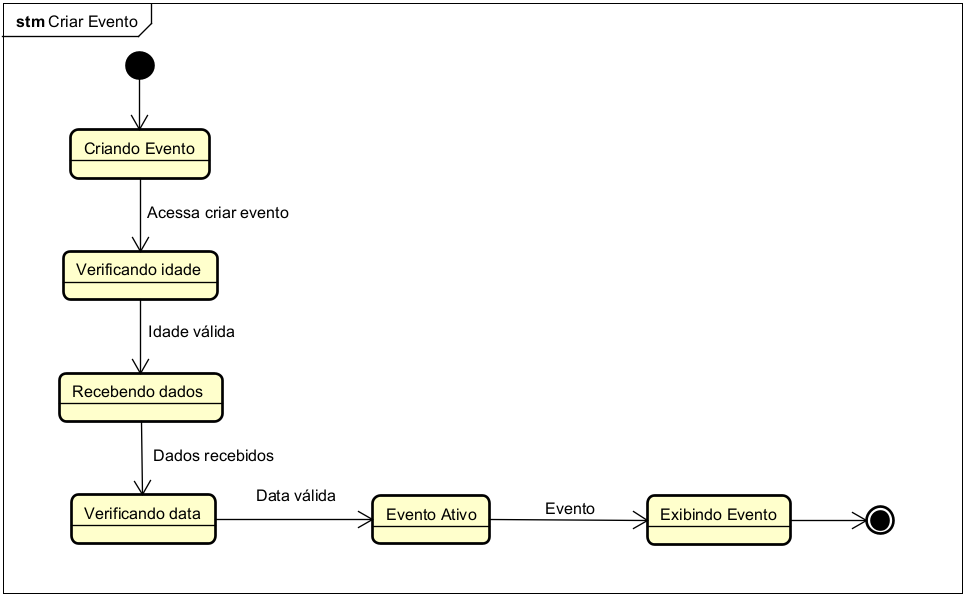 stm Criar Evento
Criando Evento
Acessa criar evento
Verificando idade
Idade válida
Recebendo dados
Dados recebidos
Verificando data
Data válida
Evento Ativo
Evento
Exibindo Evento